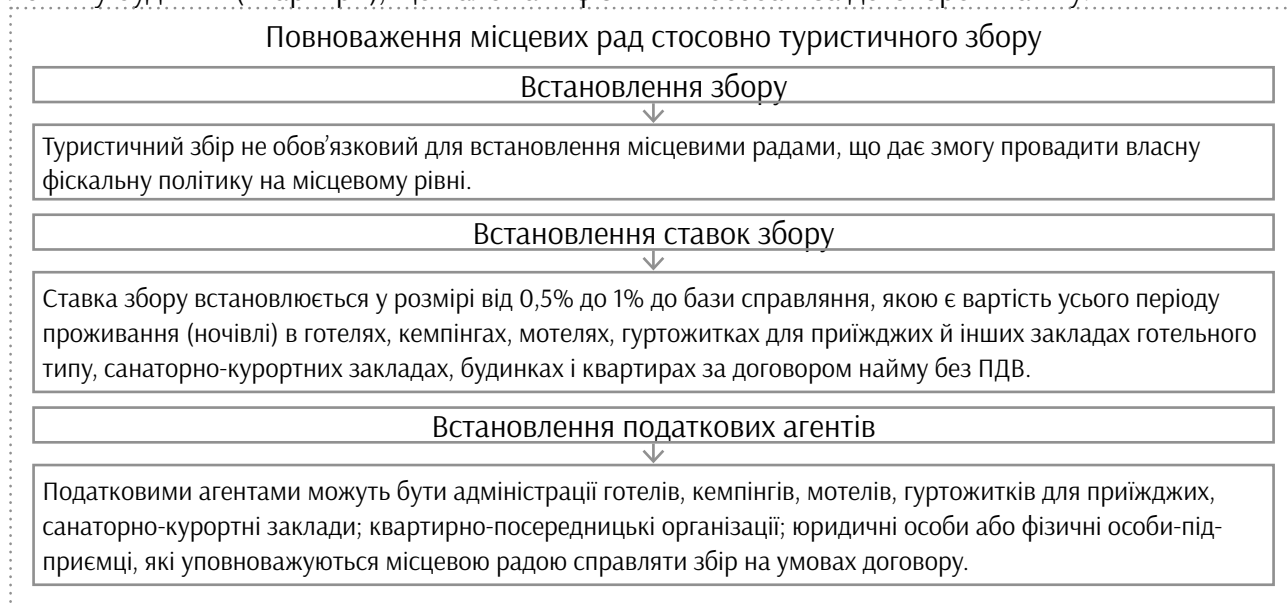 Повноваження місцевих рад стосовно туристичного збору
Встановлення збору
Туристичний збір не обов’язковий для встановлення місцевими радами, що дає змогу провадити власну
фіскальну політику на місцевому рівні.
Встановлення ставок збору
Ставка збору встановлюється у розмірі від 0,5% до 1% до бази справляння, якою є вартість усього періоду
проживання (ночівлі) в готелях, кемпінгах, мотелях, гуртожитках для приїжджих й інших закладах готельного
типу, санаторно-курортних закладах, будинках і квартирах за договором найму без ПДВ.
Встановлення податкових агентів
Податковими агентами можуть бути адміністрації готелів, кемпінгів, мотелів, гуртожитків для приїжджих,
санаторно-курортні заклади; квартирно-посередницькі організації; юридичні особи або фізичні особи-під-
приємці, які уповноважуються місцевою радою справляти збір на умовах договору.